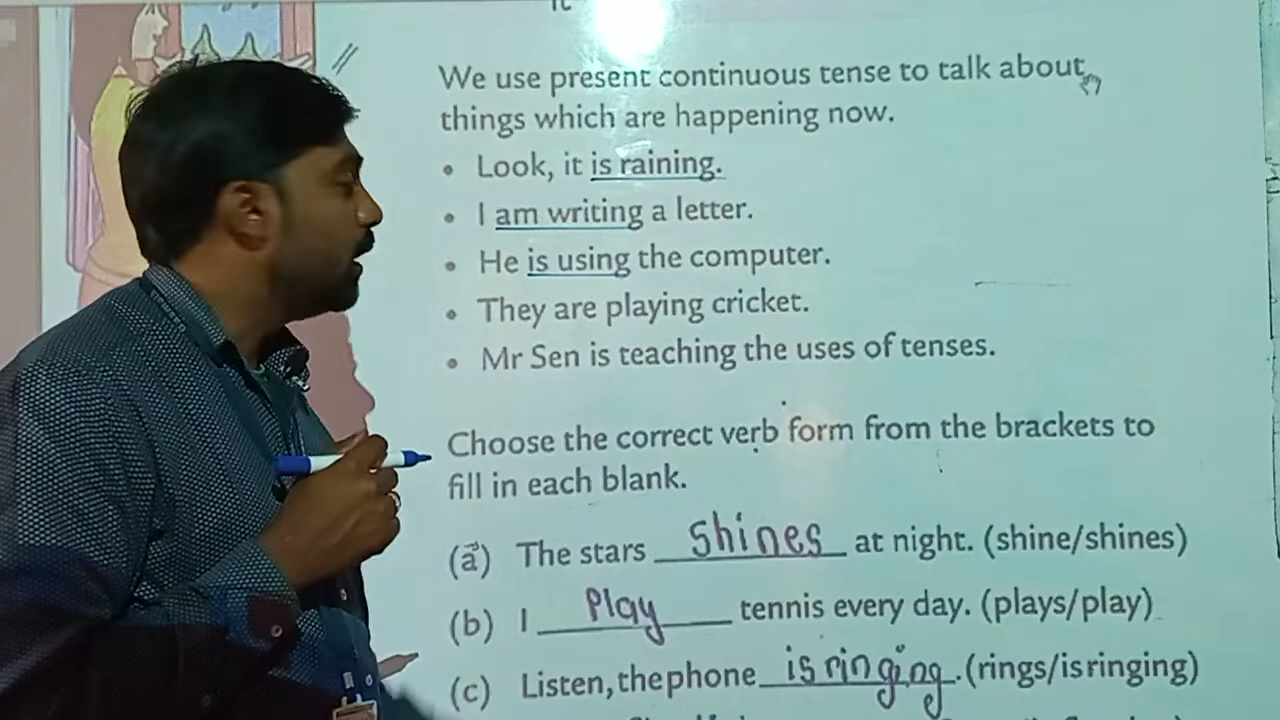 We use present continuous tense to talk about
things which are happening now.
• Look, it is raining.
• I am writing a letter.
• He is using the computer.
• They are playing cricket.
• Mr Sen is teaching the uses of tenses.
Choose the correct verb form from the brackets to
fill in each blank.
(a) The stars shines at night. (shine/shines)
(b) I Play tennis every day. (plays/play)
(c) Listen, the phone is ringing. (rings/is ringing)